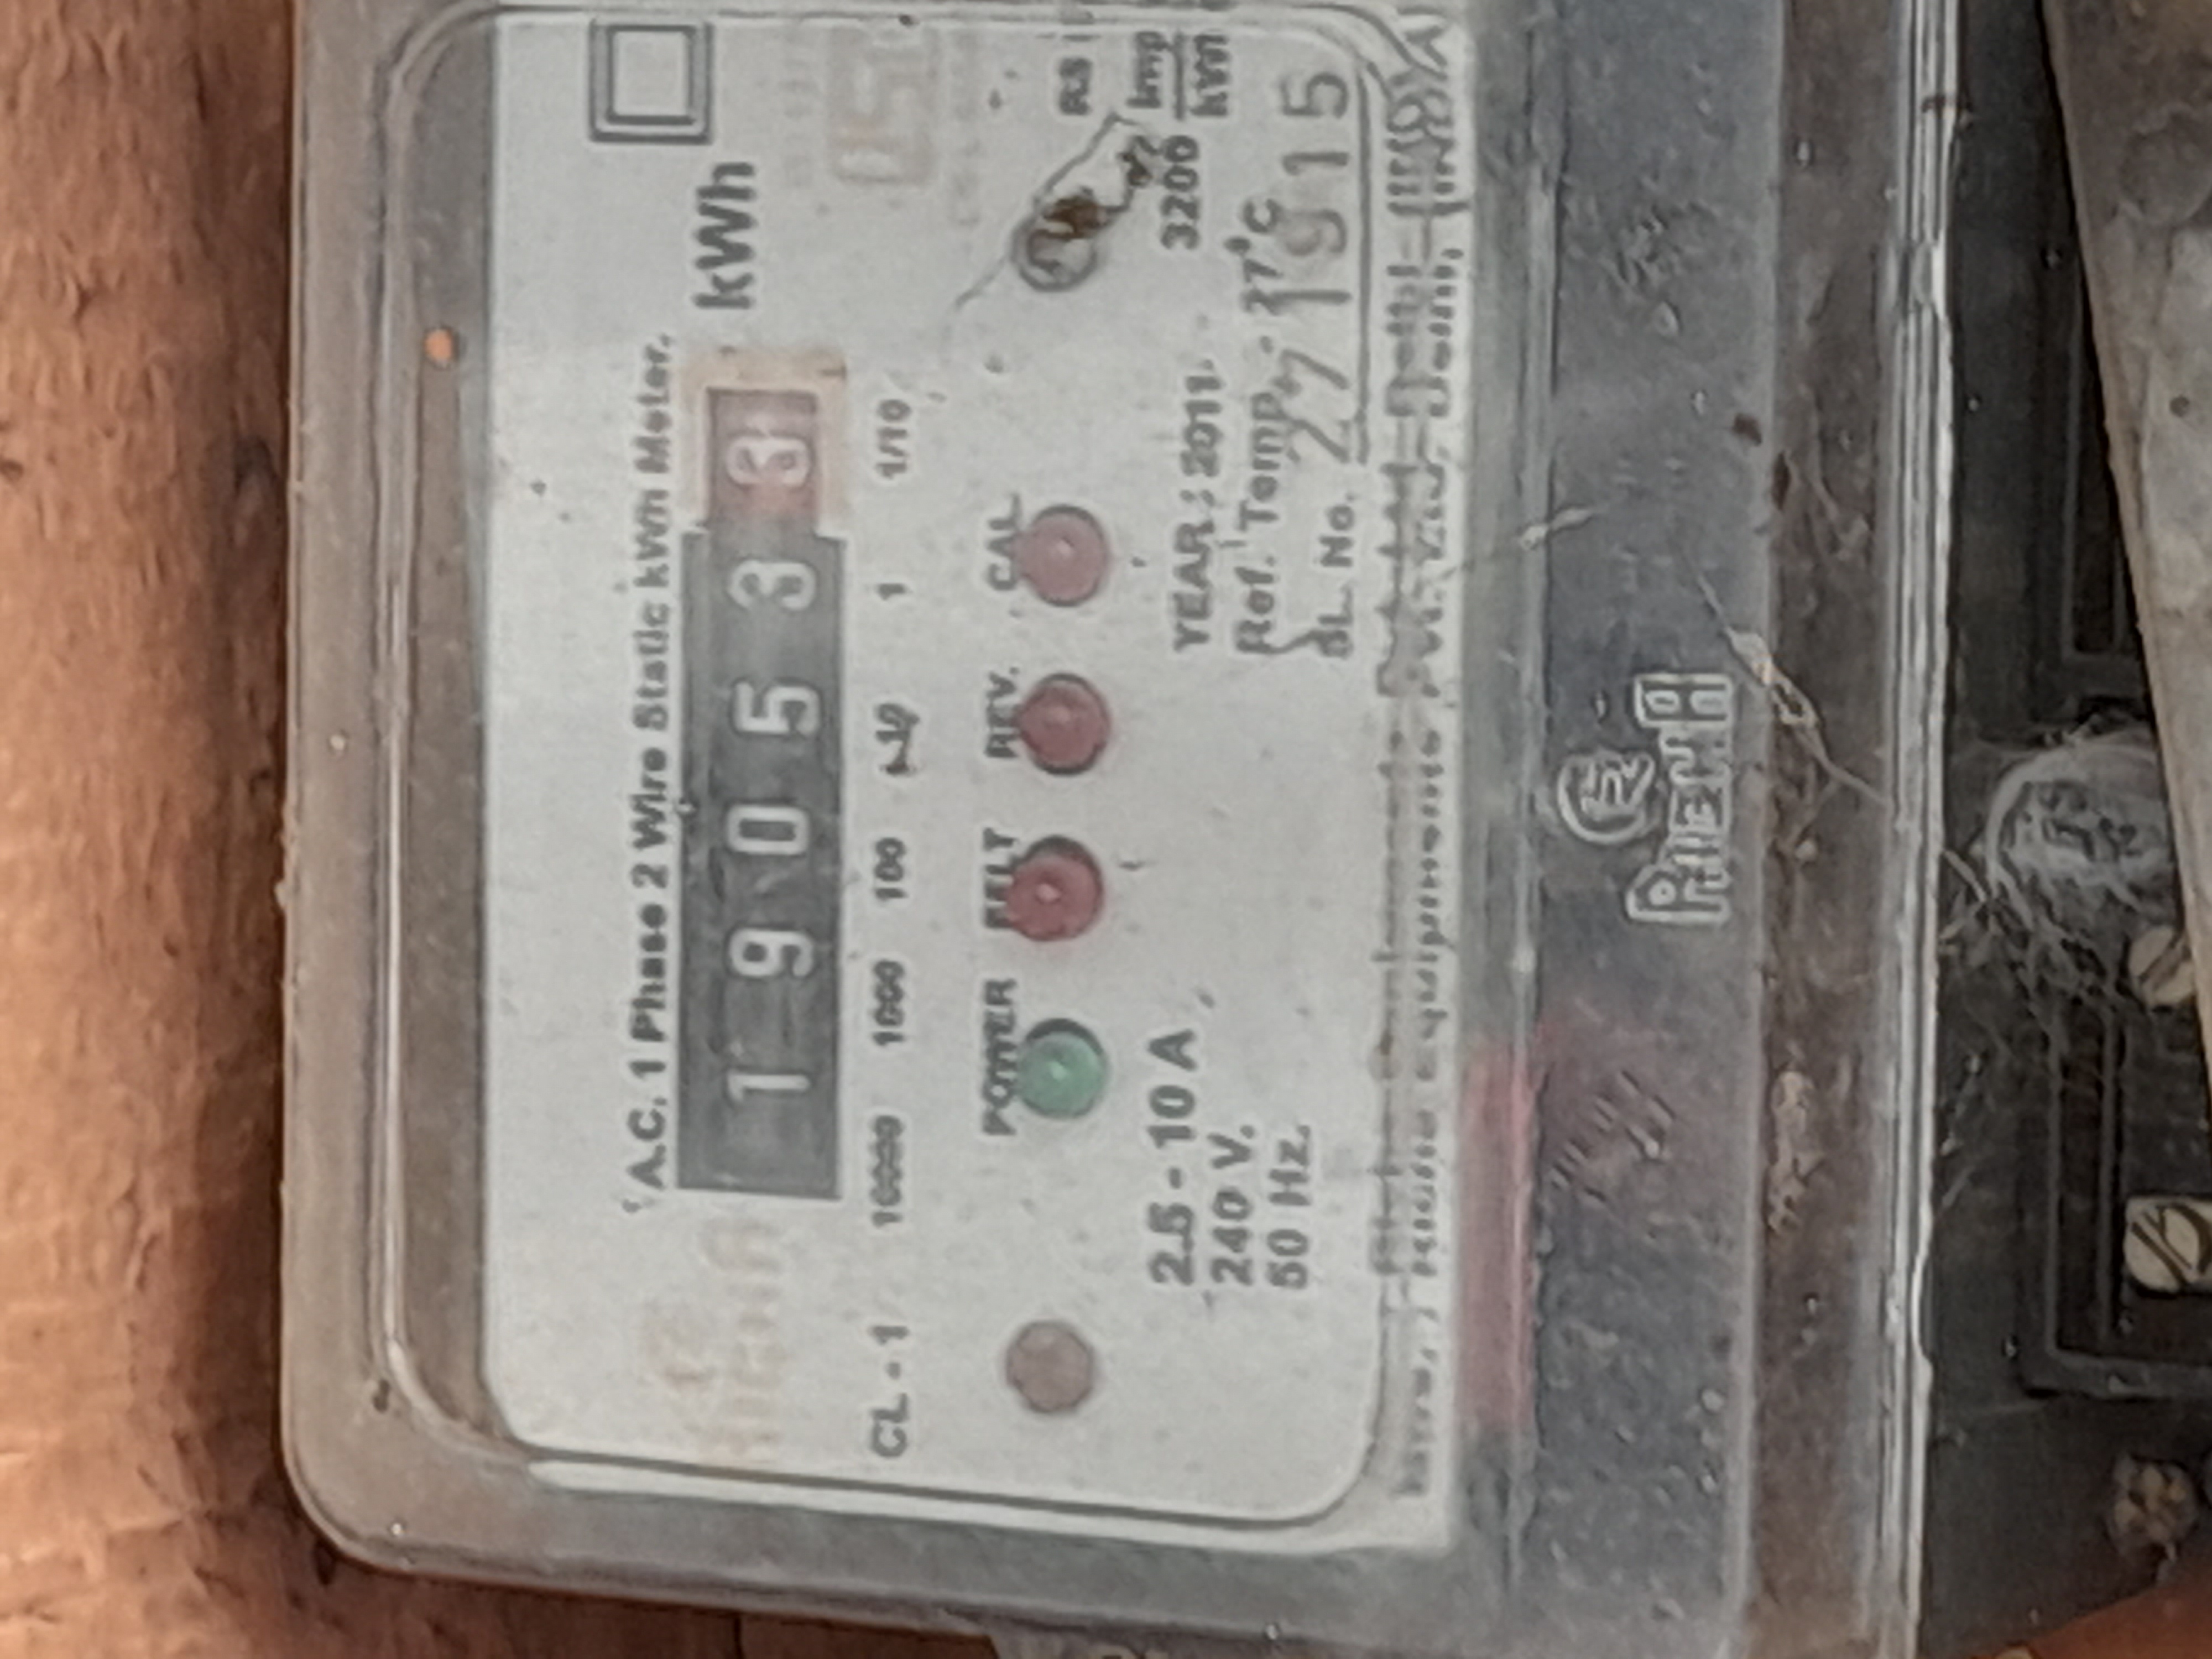 A.C. 1 Phase 2 Wire Static kWh Meter.
1 9 0 5 3 8 kWh
CL - 1 10000 1000 100 10 1 1/10
POWER REV. CAL
2.5 - 10 A
240 V.
50 Hz.
3200 Imp/kWh
YEAR : 2011
Ref. Temp. - 27°C
SL. No. 2771915